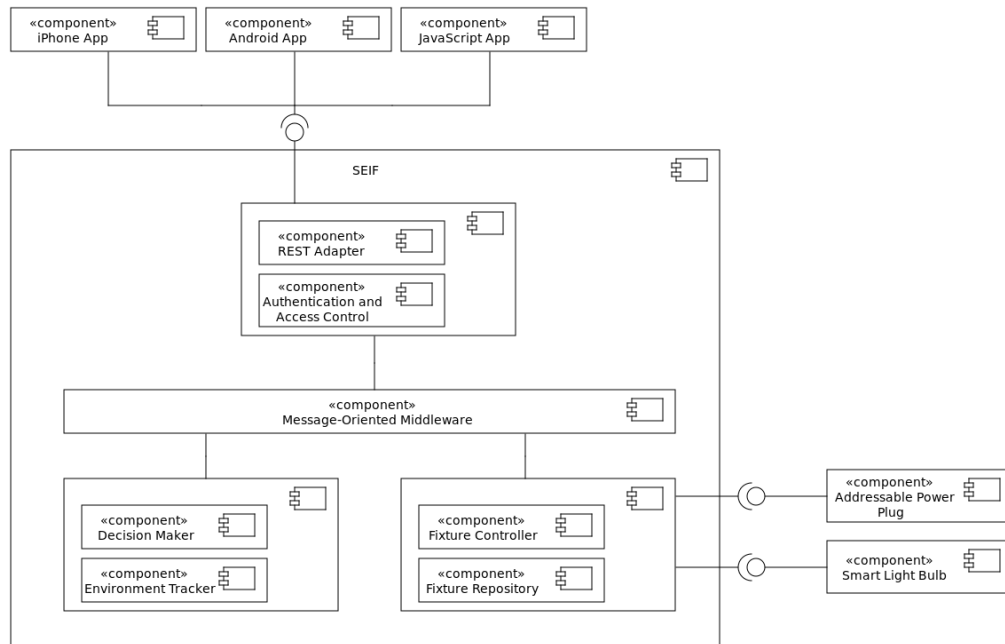 «component»
iPhone App
«component»
Android App
«component»
JavaScript App
SEIF
«component»
REST Adapter
«component»
Authentication and
Access Control
«component»
Message-Oriented Middleware
«component»
Decision Maker
«component»
Environment Tracker
«component»
Fixture Controller
«component»
Fixture Repository
«component»
Addressable Power
Plug
«component»
Smart Light Bulb